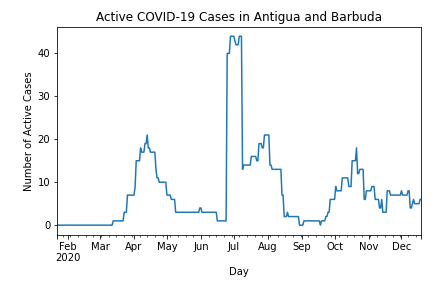 Active COVID-19 Cases in Antigua and Barbuda
Number of Active Cases
40
30
20
10
0
Feb Mar Apr May Jun Jul Aug Sep Oct Nov Dec
2020
Day